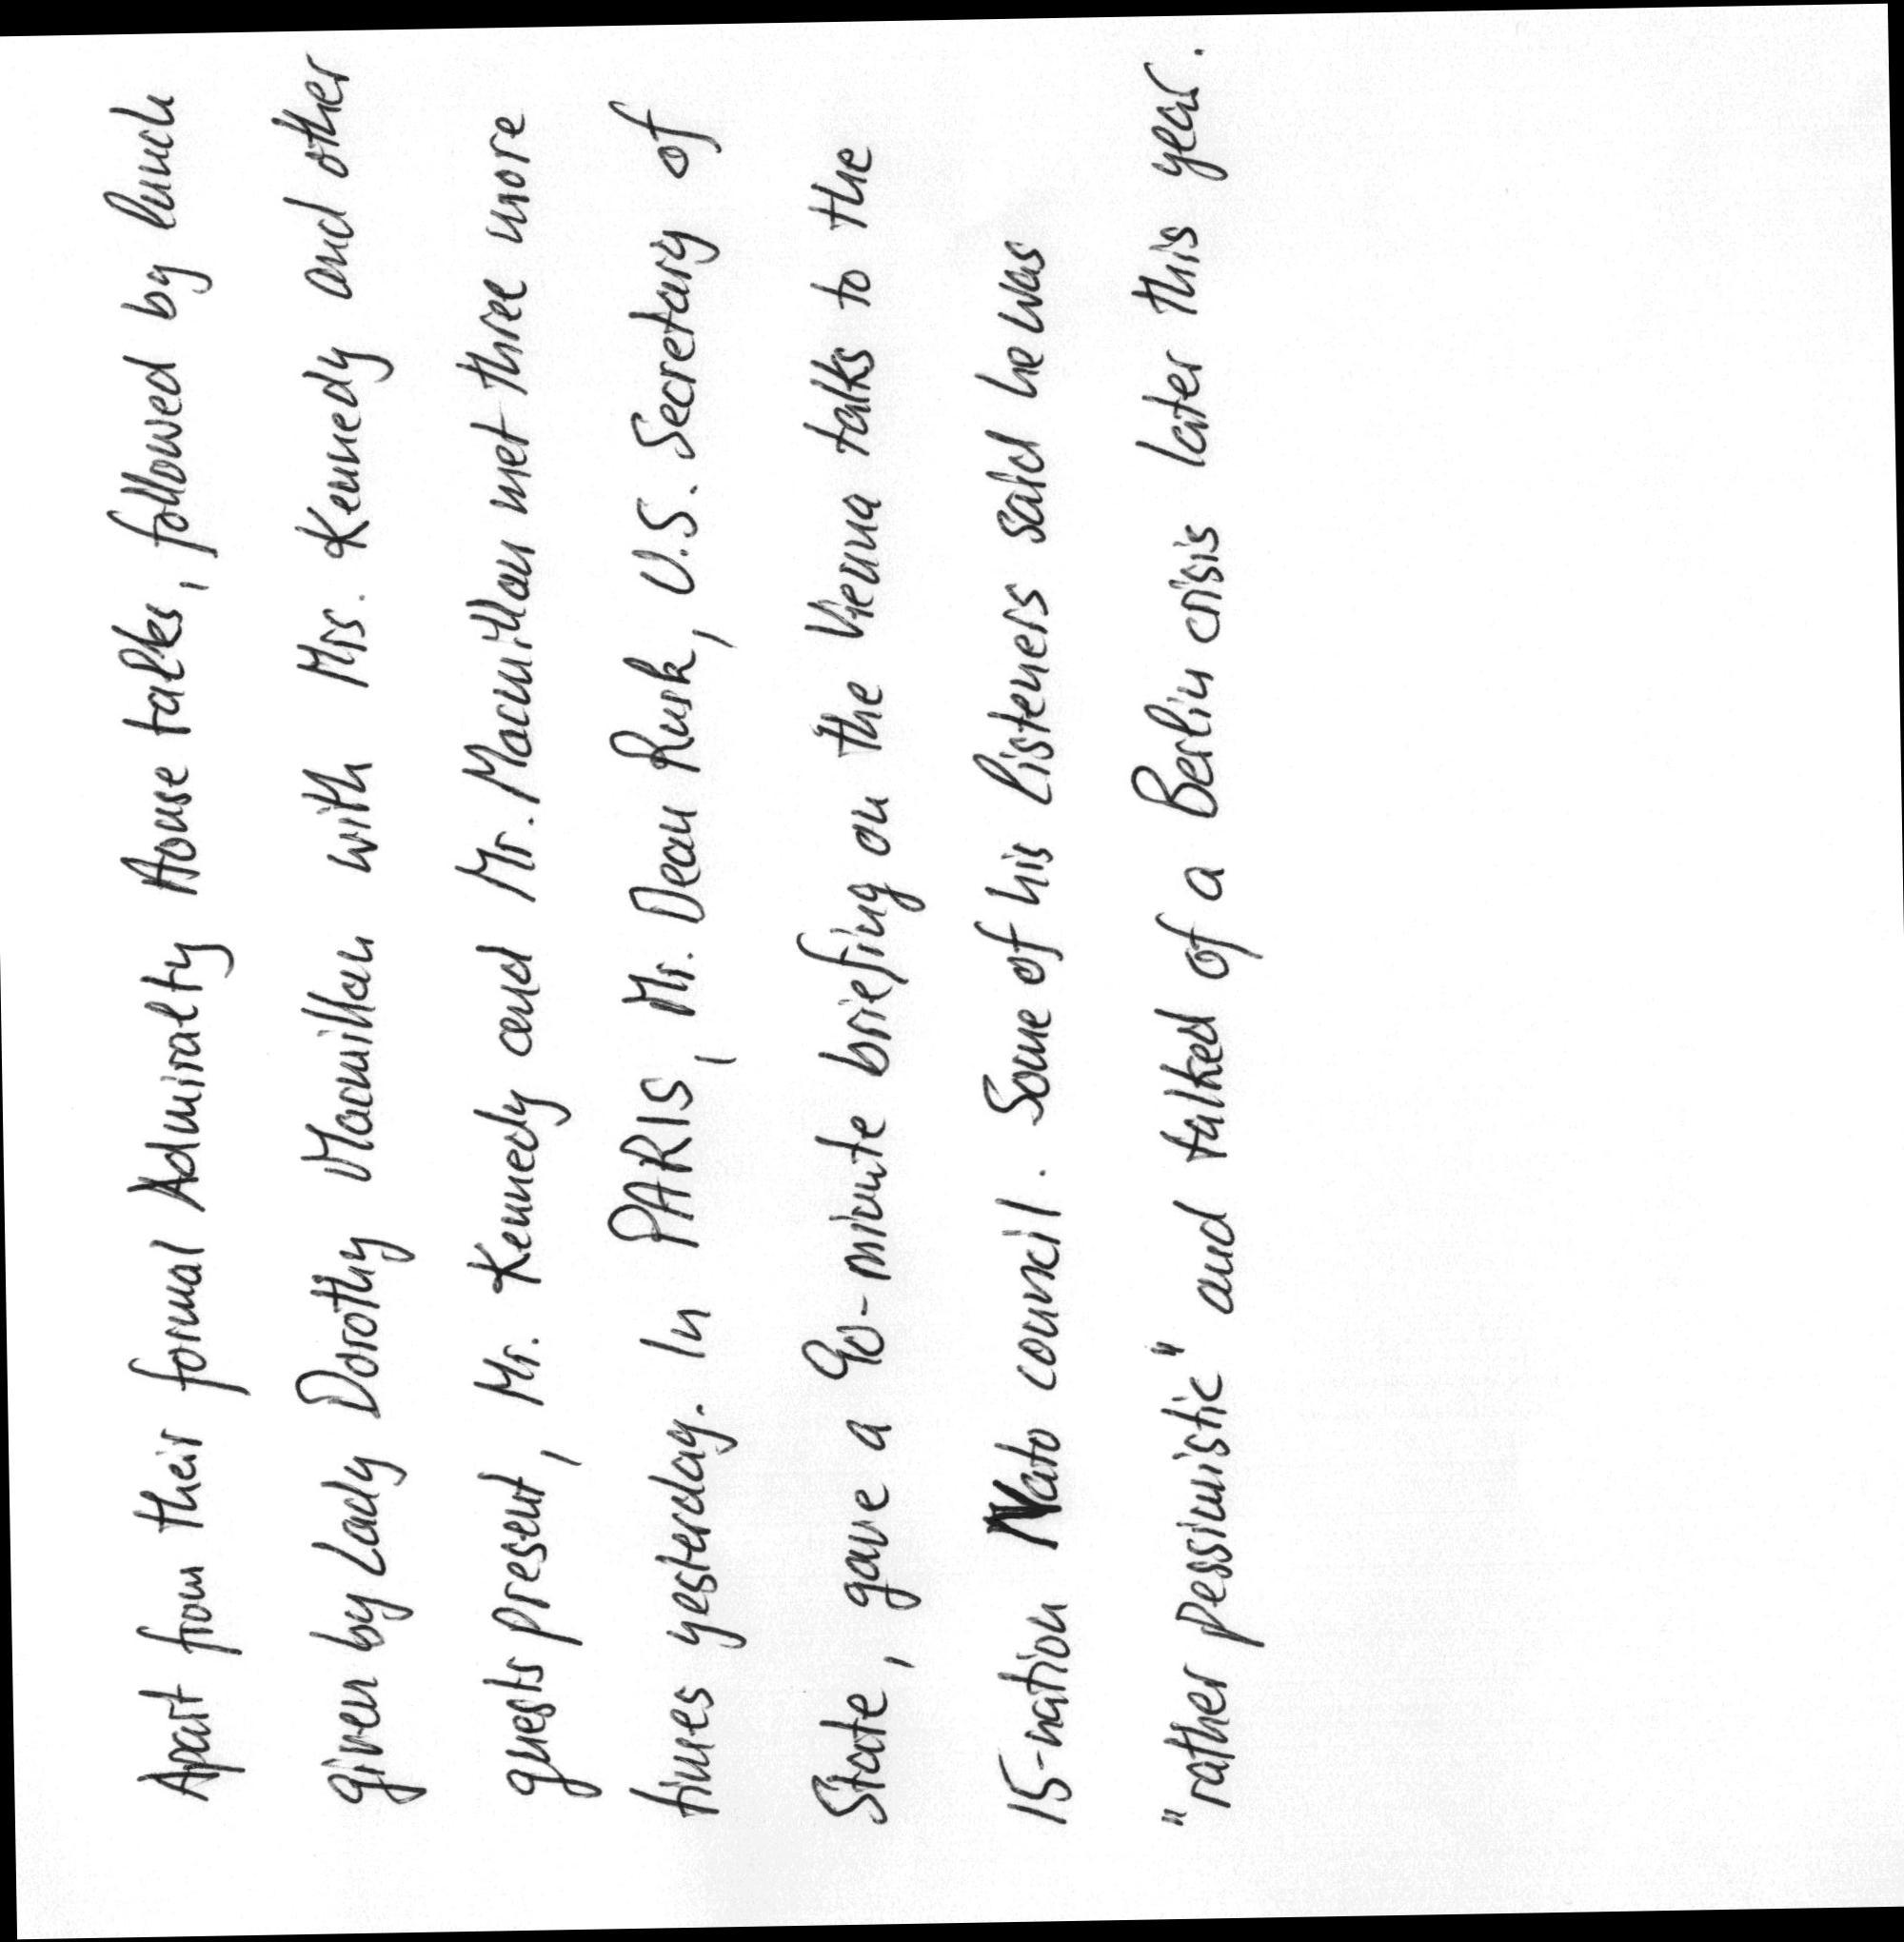 Apart from their formal Admiralty House talks, followed by lunch
given by Lady Dorothy Macmillan with Mrs. Kennedy and other
guests present, Mr. Kennedy and Mr. Macmillan met three more
times yesterday. In PARIS, Mr. Dean Rusk, U.S. Secretary of
State, gave a 90-minute briefing on the Vienna talks to the
15-nation Nato council. Some of his listeners said he was
"rather pessimistic" and talked of a Berlin crisis later this year.